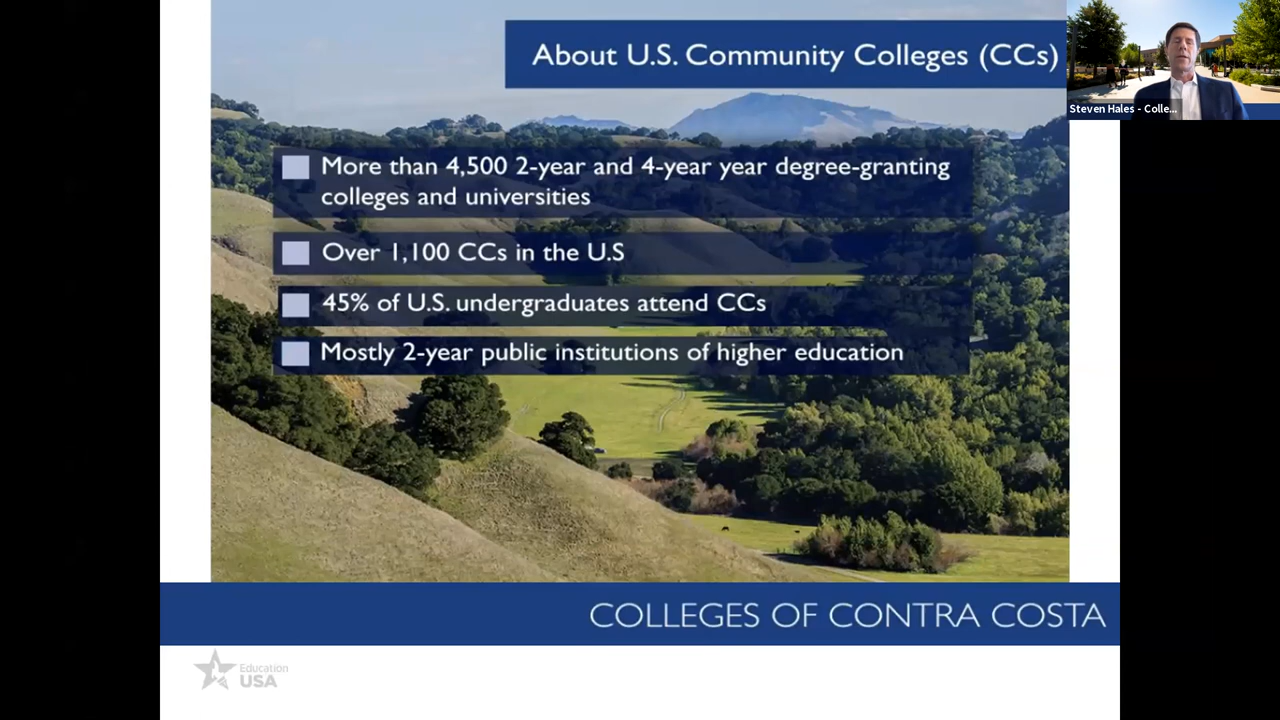 About U.S. Community Colleges (CCs)
Steven Hales - Colle...
More than 4,500 2-year and 4-year year degree-granting
colleges and universities
Over 1,100 CCs in the U.S
45% of U.S. undergraduates attend CCs
Mostly 2-year public institutions of higher education
COLLEGES OF CONTRA COSTA
Education
USA